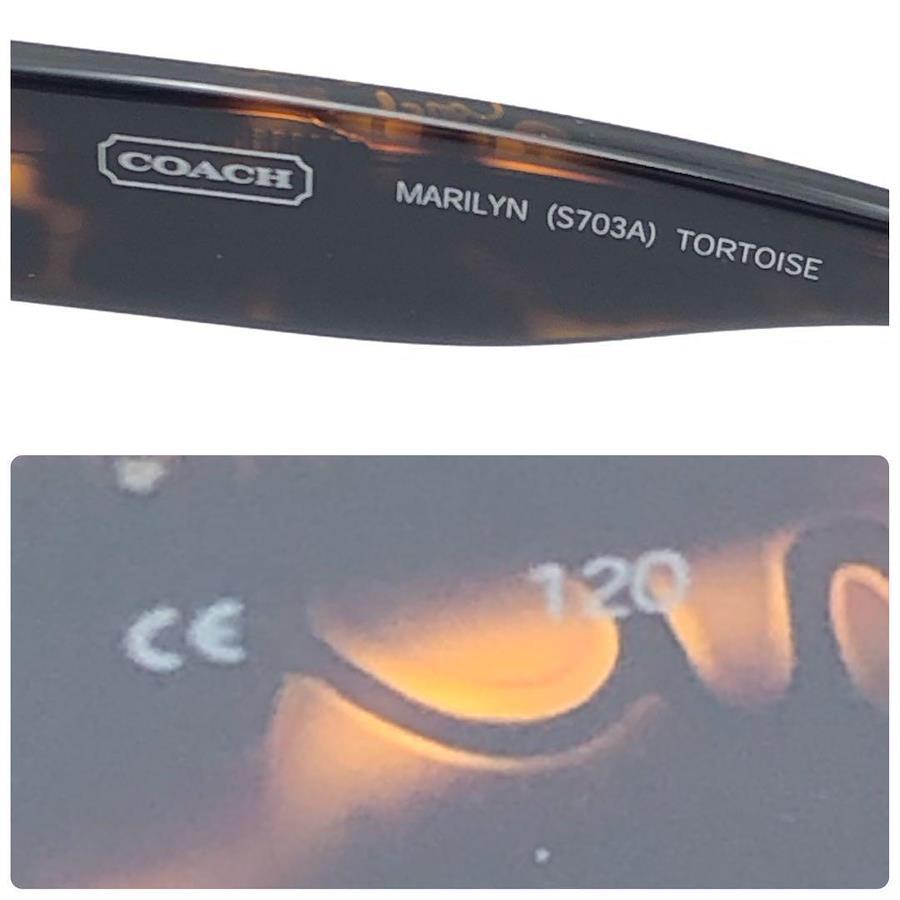 COACH MARILYN (S703A) TORTOISE
CE 120